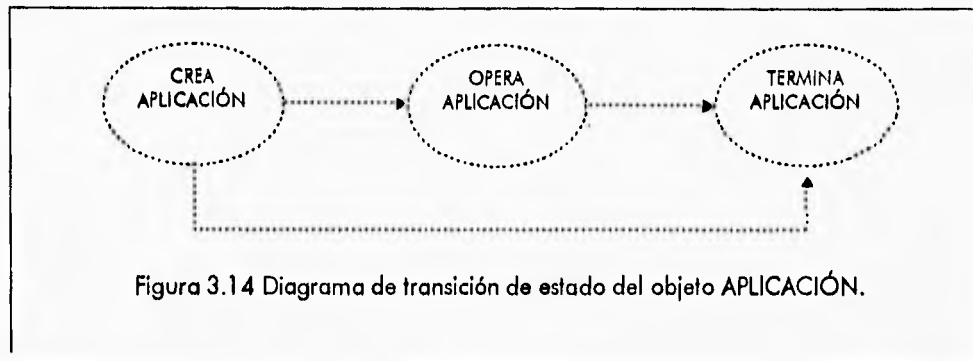 CREA
APLICACIÓN
OPERA
APLICACIÓN
TERMINA
APLICACIÓN
Figura 3.14 Diagrama de transición de estado del objeto APLICACIÓN.